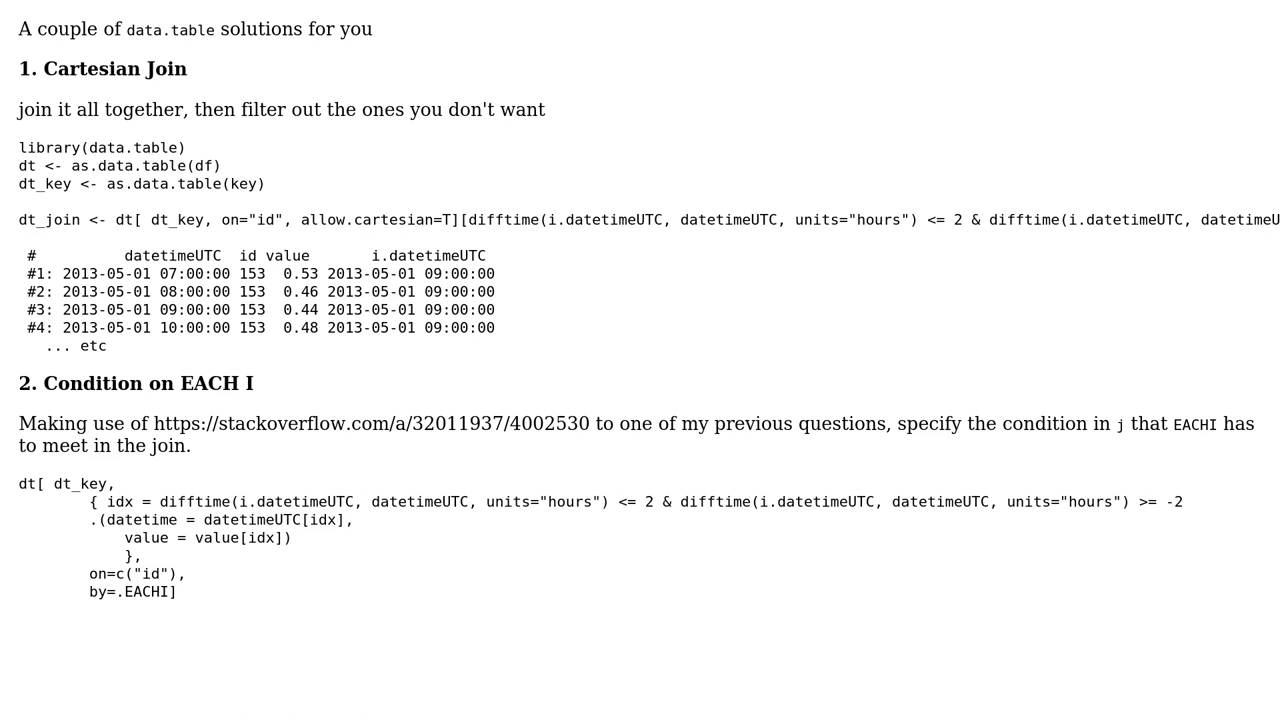 A couple of data.table solutions for you
1. Cartesian Join
join it all together, then filter out the ones you don't want
library(data.table)
dt <- as.data.table(df)
dt_key <- as.data.table(key)
dt_join <- dt[ dt_key, on="id", allow.cartesian=T][difftime(i.datetimeUTC, datetimeUTC, units="hours") <= 2 & difftime(i.datetimeUTC, datetimeU
 #          datetimeUTC  id value       i.datetimeUTC
 #1: 2013-05-01 07:00:00 153  0.53 2013-05-01 09:00:00
 #2: 2013-05-01 08:00:00 153  0.46 2013-05-01 09:00:00
 #3: 2013-05-01 09:00:00 153  0.44 2013-05-01 09:00:00
 #4: 2013-05-01 10:00:00 153  0.48 2013-05-01 09:00:00
   ... etc
2. Condition on EACH I
Making use of https://stackoverflow.com/a/32011937/4002530 to one of my previous questions, specify the condition in j that EACHI has
to meet in the join.
dt[ dt_key,
        { idx = difftime(i.datetimeUTC, datetimeUTC, units="hours") <= 2 & difftime(i.datetimeUTC, datetimeUTC, units="hours") >= -2
        .(datetime = datetimeUTC[idx],
            value = value[idx])
            },
        on=c("id"),
        by=.EACHI]